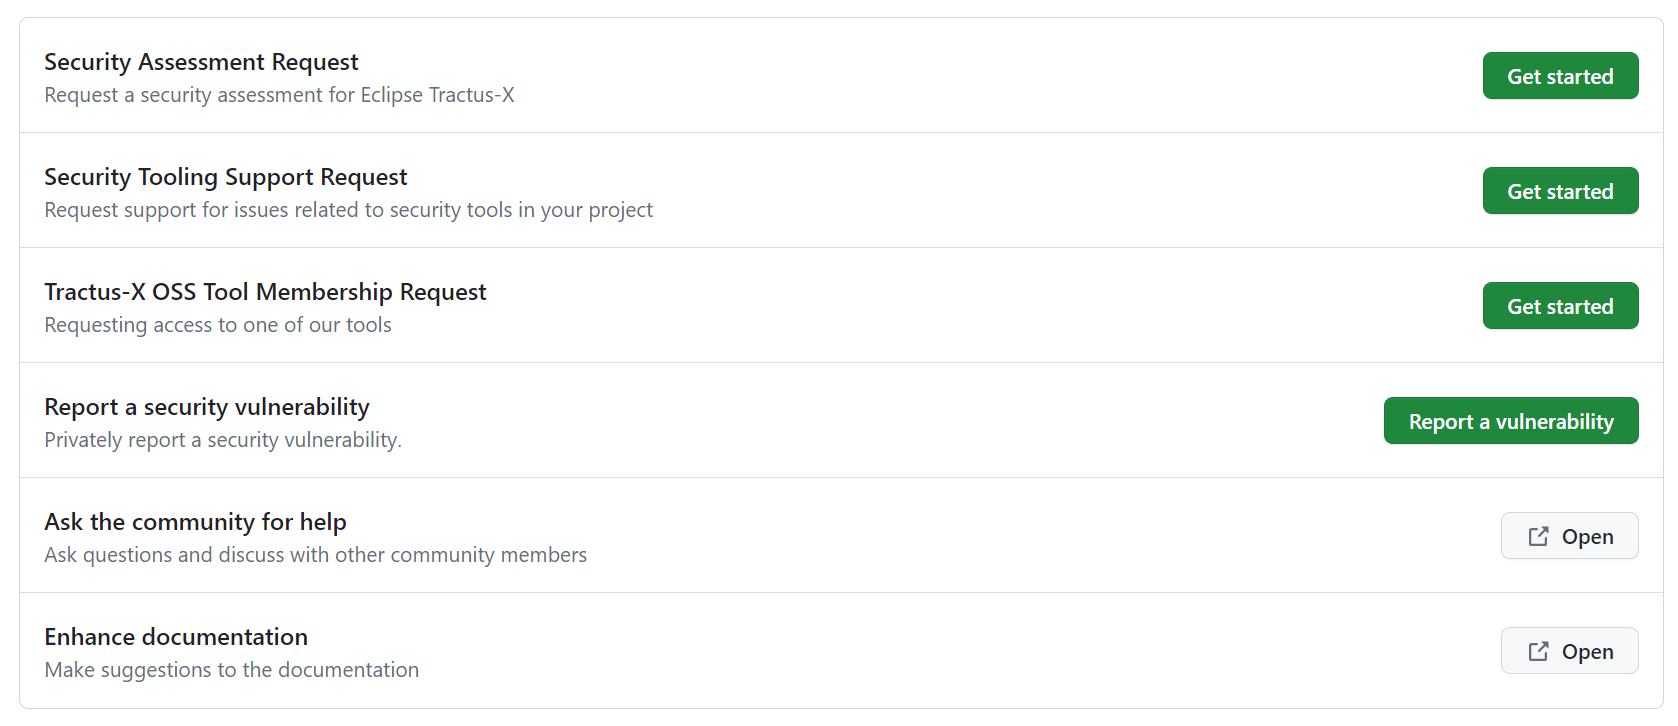 Security Assessment Request
Request a security assessment for Eclipse Tractus-X
Get started
Security Tooling Support Request
Request support for issues related to security tools in your project
Get started
Tractus-X OSS Tool Membership Request
Requesting access to one of our tools
Get started
Report a security vulnerability
Privately report a security vulnerability.
Report a vulnerability
Ask the community for help
Ask questions and discuss with other community members
Open
Enhance documentation
Make suggestions to the documentation
Open